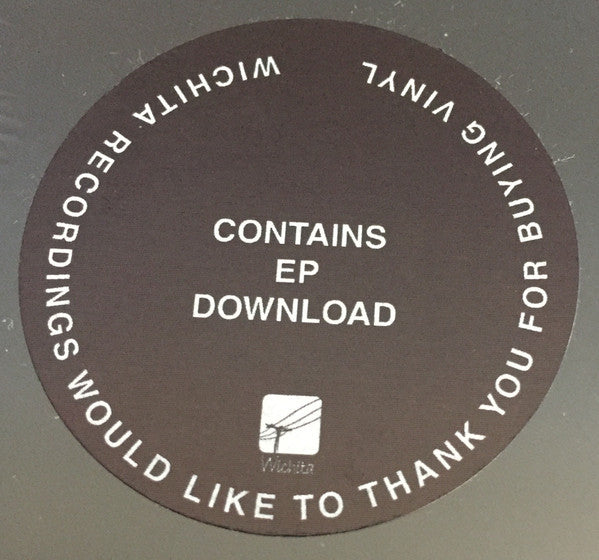 WICHITA RECORDINGS WOULD LIKE TO THANK YOU FOR BUYING VINYL
CONTAINS
EP
DOWNLOAD
Wichita